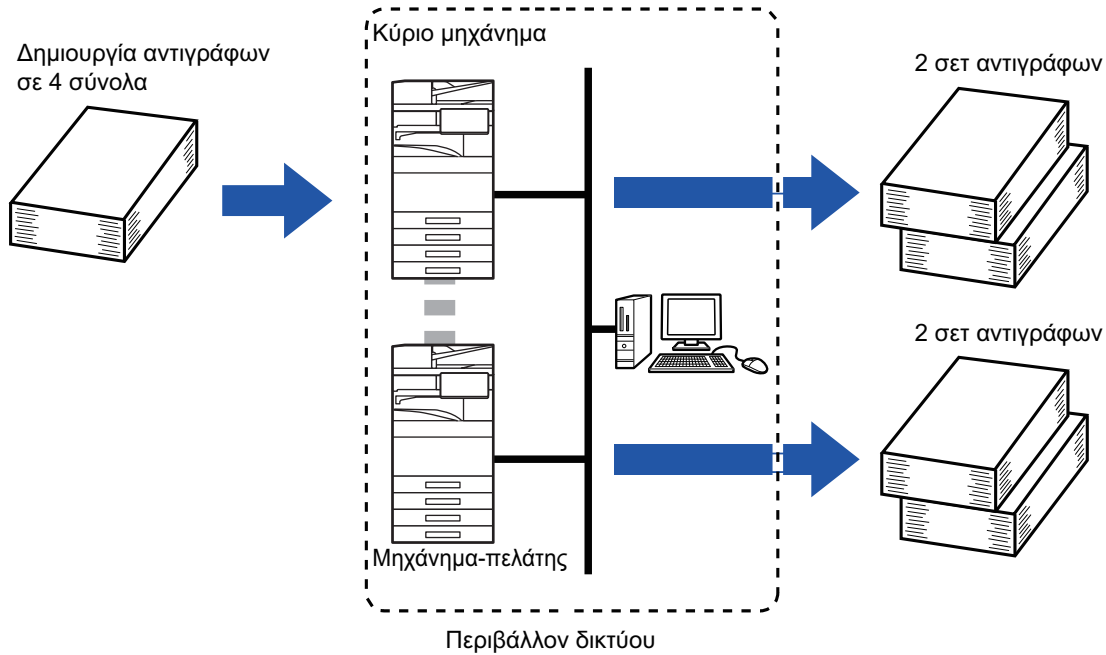 Δημιουργία αντιγράφων
σε 4 σύνολα
Κύριο μηχάνημα
2 σετ αντιγράφων
2 σετ αντιγράφων
Μηχάνημα-πελάτης
Περιβάλλον δικτύου